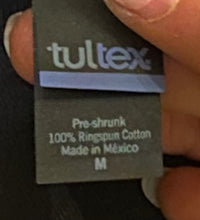 tultex
Pre-shrunk
100% Ringspun Cotton
Made in México
M